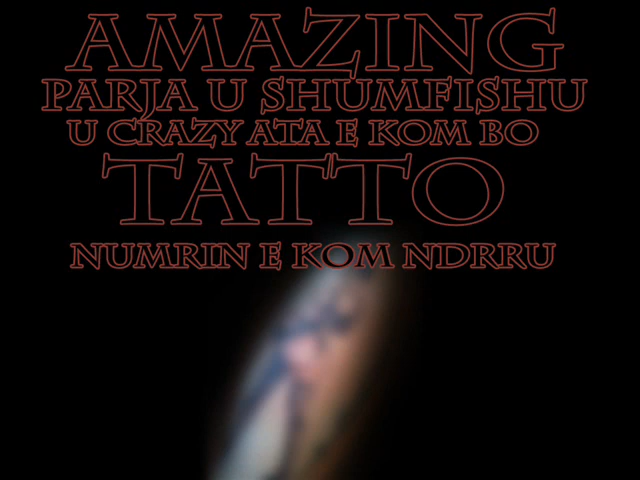 AMAZING
PARJA U SHUMFISHU
U CRAZY ATA E KOM BO
TATTO
NUMRIN E KOM NDRRU